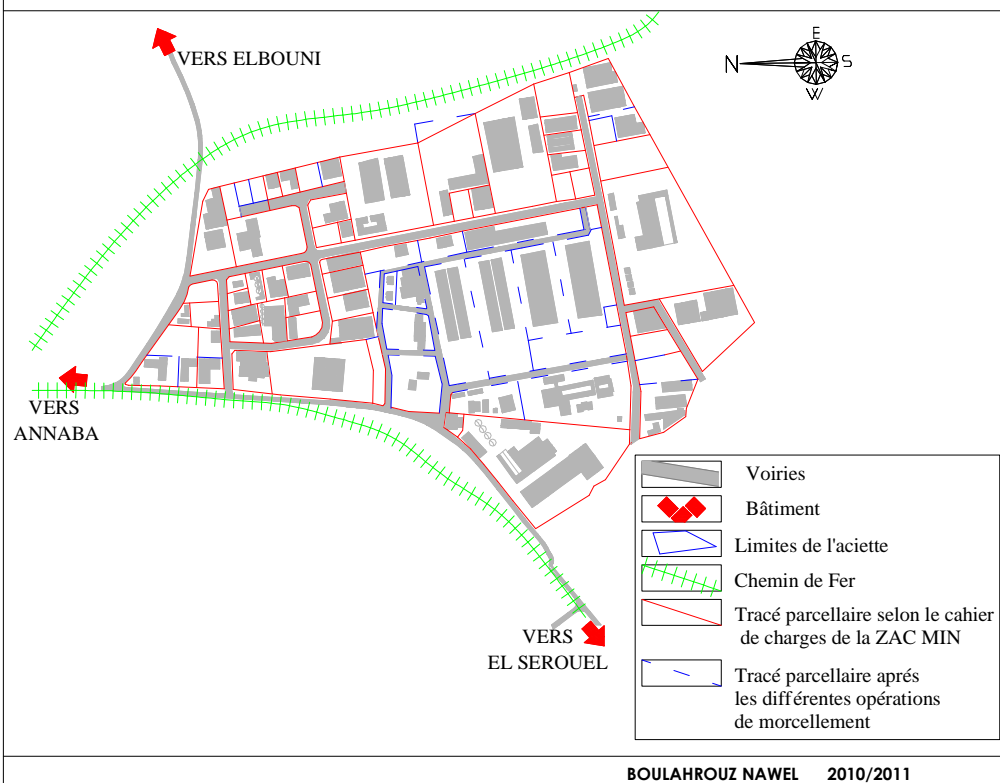 VERS ELBOUNI
E
N
S
W
VERS
ANNABA
VERS
EL SEROUEL
Voiries
Bâtiment
Limites de l'aciette
Chemin de Fer
Tracé parcellaire selon le cahier
de charges de la ZAC MIN
Tracé parcellaire aprés
les différentes opérations
de morcellement
BOULAHROUZ NAWEL 2010/2011